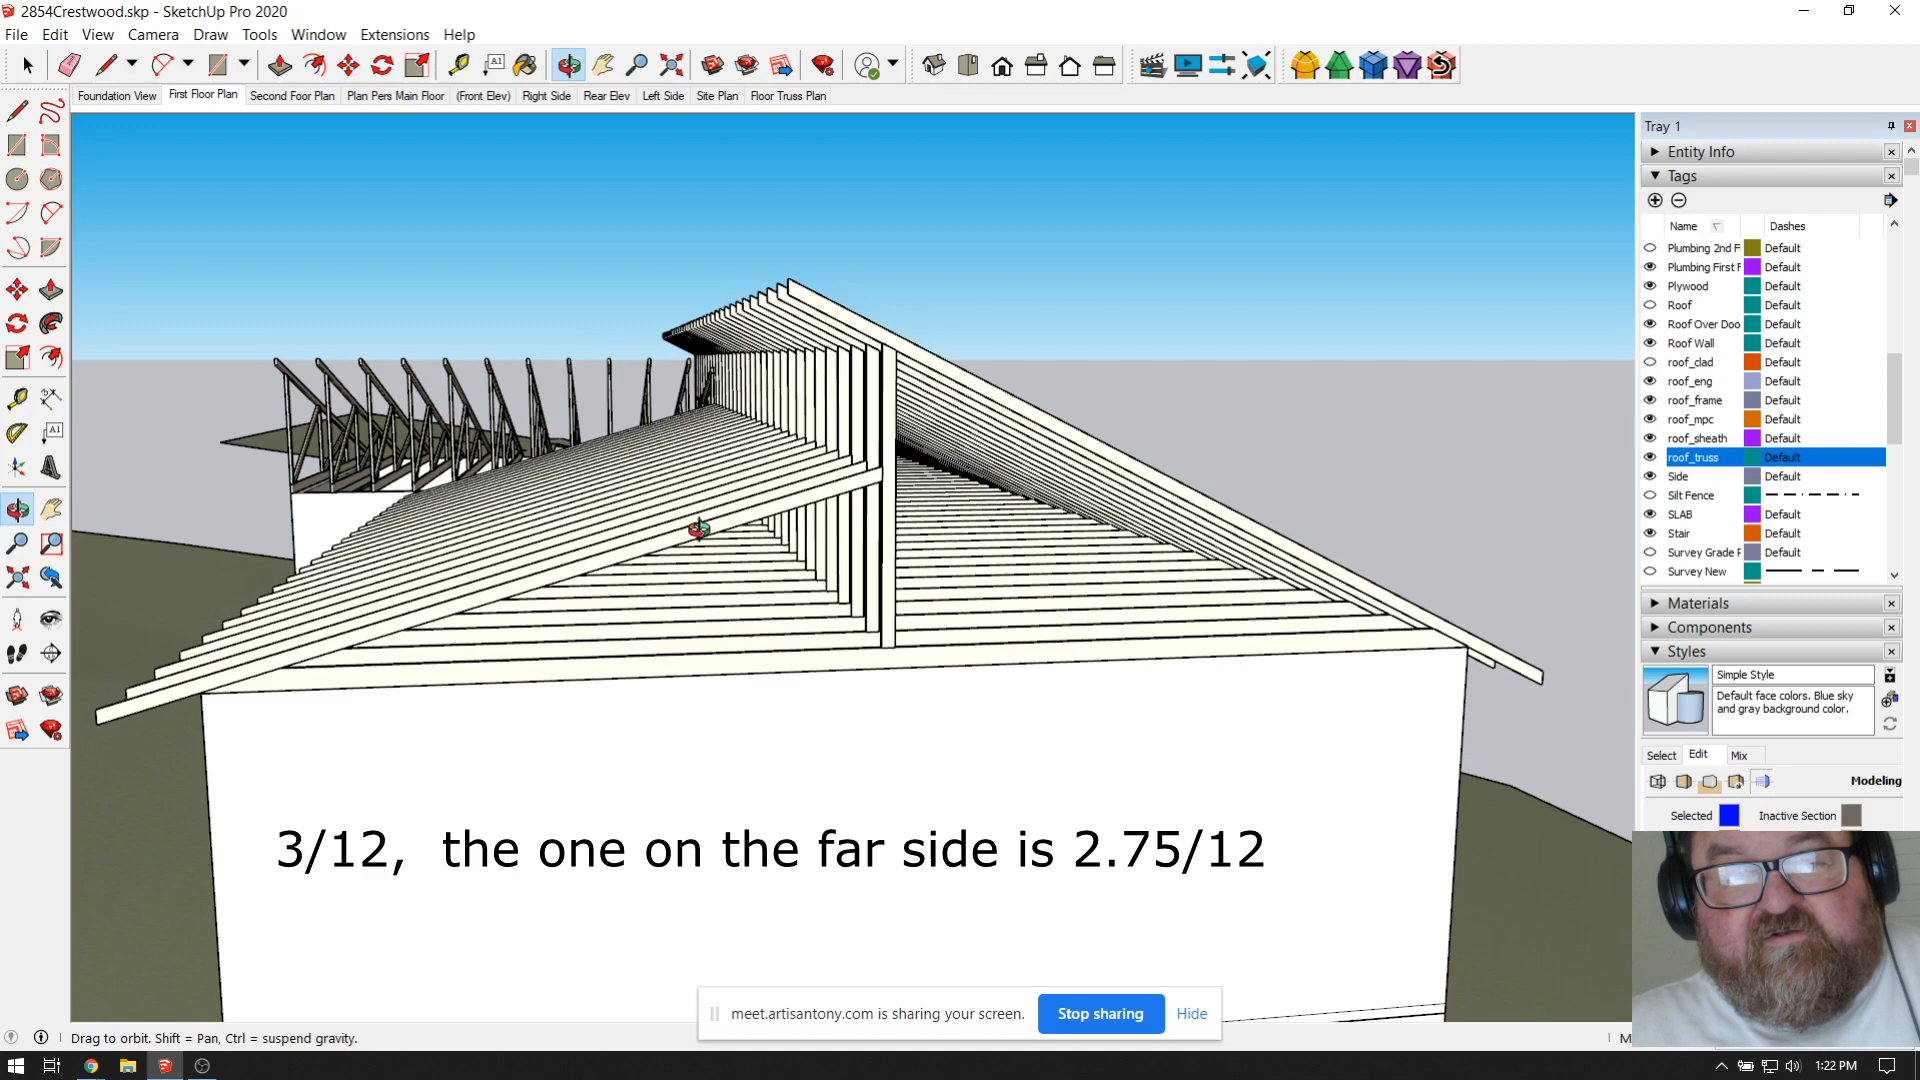 2854Crestwood.skp - SketchUp Pro 2020
File Edit View Camera Draw Tools Window Extensions Help
A1
Foundation View First Floor Plan Second Foor Plan Plan Pers Main Floor (Front Elev) Right Side Rear Elev Left Side Site Plan Floor Truss Plan
Tray 1
Entity Info
Tags
Name Dashes
Plumbing 2nd F Default
Plumbing First F Default
Plywood Default
Roof Default
Roof Over Doo Default
Roof Wall Default
roof_clad Default
roof_eng Default
roof_frame Default
roof_mpc Default
roof_sheath Default
roof_truss Default
Side Default
Silt Fence
SLAB Default
Stair Default
Survey Grade F Default
Survey New
A1
Materials
Components
Styles
Simple Style
Default face colors. Blue sky
and gray background color.
Select Edit Mix
Modeling
Selected Inactive Section
3/12, the one on the far side is 2.75/12
meet.artisantony.com is sharing your screen. Stop sharing Hide
Drag to orbit. Shift = Pan, Ctrl = suspend gravity.
M
1:22 PM